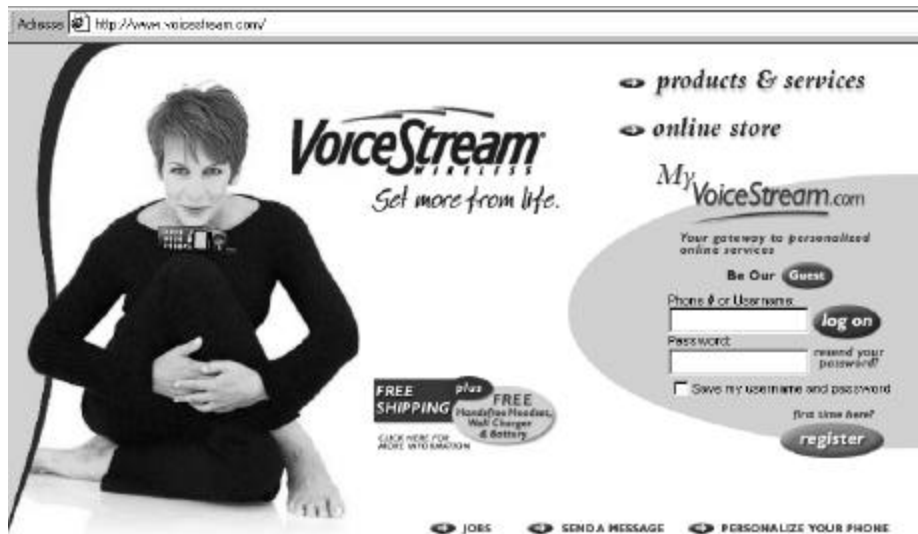 Adresse http://www.voicestream.com/
products & services
online store
VoiceStream
WIRELESS
Get more from life.
My
VoiceStream.com
Your gateway to personalized
online services
Be Our Guest
Phone # or Username:
log on
Password:
resend your
password?
Save my username and password
first time here?
register
FREE
SHIPPING
plus
FREE
Handsfree Headset,
Wall Charger
& Battery
CLICK HERE FOR
MORE INFORMATION
JOBS
SEND A MESSAGE
PERSONALIZE YOUR PHONE